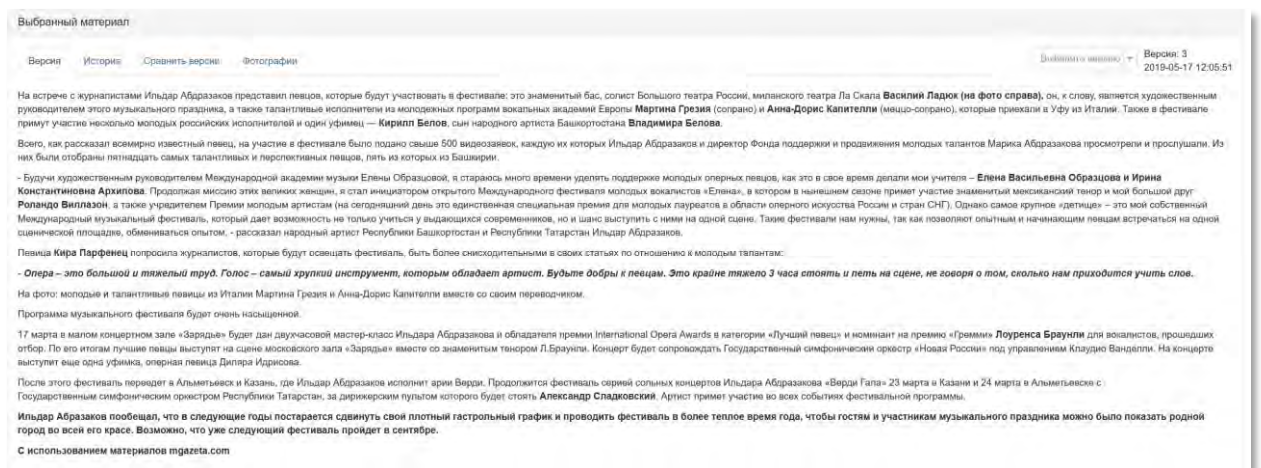 Выбранный материал
Версия История Сравнить версии Фотографии
Версия: 3
2019-05-17 12:05:51
На встрече с журналистами Ильдар Абдразаков представил певцов, которые будут участвовать в фестивале: это знаменитый бас, солист Большого театра России, миланского театра Ла Скала Василий Ладюк (на фото справа), он, к слову, является художественным
руководителем этого музыкального праздника, а также талантливые исполнители из молодежных программ вокальных академий Европы Мартина Грезия (сопрано) и Анна-Дорис Капителли (меццо-сопрано), которые приехали в Уфу из Италии. Также в фестивале
примут участие несколько молодых российских исполнителей и один уфимец — Кирилл Белов, сын народного артиста Башкортостана Владимира Белова.
Всего, как рассказал всемирно известный певец, на участие в фестивале было подано свыше 500 видеозаявок, каждую их которых Ильдар Абдразаков и директор Фонда поддержки и продвижения молодых талантов Марика Абдразакова просмотрели и прослушали. Из
них были отобраны пятнадцать самых талантливых и перспективных певцов, пять из которых из Башкирии.
- Будучи художественным руководителем Международной академии музыки Елены Образцовой, я стараюсь много времени уделять поддержке молодых оперных певцов, как это в свое время делали мои учителя – Елена Васильевна Образцова и Ирина
Константиновна Архипова. Продолжая миссию этих великих женщин, я стал инициатором открытого Международного фестиваля молодых вокалистов «Елена», в котором в нынешнем сезоне примет участие знаменитый мексиканский тенор и мой большой друг
Роландо Виллазон, а также учредителем Премии молодым артистам (на сегодняшний день это единственная специальная премия для молодых лауреатов в области оперного искусства России и стран СНГ). Однако самое крупное «детище» – это мой собственный
Международный музыкальный фестиваль, который дает возможность не только учиться у выдающихся современников, но и шанс выступить с ними на одной сцене. Такие фестивали нам нужны, так как позволяют опытным и начинающим певцам встречаться на одной
сценической площадке, обмениваться опытом, - рассказал народный артист Республики Башкортостан и Республики Татарстан Ильдар Абдразаков.
Певица Кира Парфенец попросила журналистов, которые будут освещать фестиваль, быть более снисходительными в своих статьях по отношению к молодым талантам:
- Опера – это большой и тяжелый труд. Голос – самый хрупкий инструмент, которым обладает артист. Будьте добры к певцам. Это крайне тяжело 3 часа стоять и петь на сцене, не говоря о том, сколько нам приходится учить слов.
На фото: молодые и талантливые певицы из Италии Мартина Грезия и Анна-Дорис Капителли вместе со своим переводчиком.
Программа музыкального фестиваля будет очень насыщенной.
17 марта в малом концертном зале «Зарядье» будет дан двухчасовой мастер-класс Ильдара Абдразакова и обладателя премии International Opera Awards в категории «Лучший певец» и номинант на премию «Грэмми» Лоуренса Браунли для вокалистов, прошедших
отбор. По его итогам лучшие певцы выступят на сцене московского зала «Зарядье» вместе со знаменитым тенором Л.Браунли. Концерт будет сопровождать Государственный симфонический оркестр «Новая Россия» под управлением Клаудио Ванделли. На концерте
выступит еще одна уфимка, оперная певица Диляра Идрисова.
После этого фестиваль переедет в Альметьевск и Казань, где Ильдар Абдразаков исполнит арии Верди. Продолжится фестиваль серией сольных концертов Ильдара Абдразакова «Верди Гала» 23 марта в Казани и 24 марта в Альметьевске с
Государственным симфоническим оркестром Республики Татарстан, за дирижерским пультом которого будет стоять Александр Сладковский. Артист примет участие во всех событиях фестивальной программы.
Ильдар Абразаков пообещал, что в следующие годы постарается сдвинуть свой плотный гастрольный график и проводить фестиваль в более теплое время года, чтобы гостям и участникам музыкального праздника можно было показать родной
город во всей его красе. Возможно, что уже следующий фестиваль пройдет в сентябре.
С использованием материалов mgazeta.com